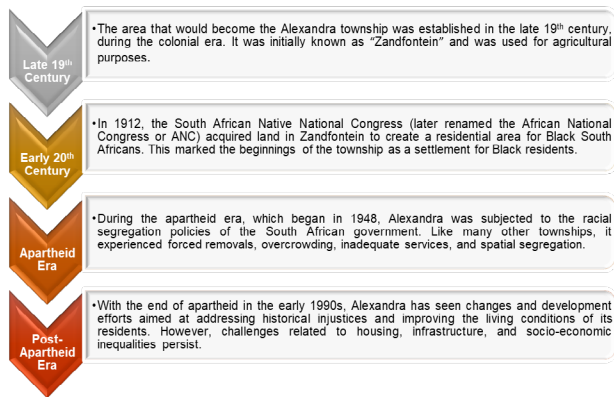 Late 19th
Century
•The area that would become the Alexandra township was established in the late 19th century,
during the colonial era. It was initially known as “Zandfontein” and was used for agricultural
purposes.
Early 20th
Century
•In 1912, the South African Native National Congress (later renamed the African National
Congress or ANC) acquired land in Zandfontein to create a residential area for Black South
Africans. This marked the beginnings of the township as a settlement for Black residents.
Apartheid
Era
•During the apartheid era, which began in 1948, Alexandra was subjected to the racial
segregation policies of the South African government. Like many other townships, it
experienced forced removals, overcrowding, inadequate services, and spatial segregation.
Post-
Apartheid
Era
•With the end of apartheid in the early 1990s, Alexandra has seen changes and development
efforts aimed at addressing historical injustices and improving the living conditions of its
residents. However, challenges related to housing, infrastructure, and socio-economic
inequalities persist.